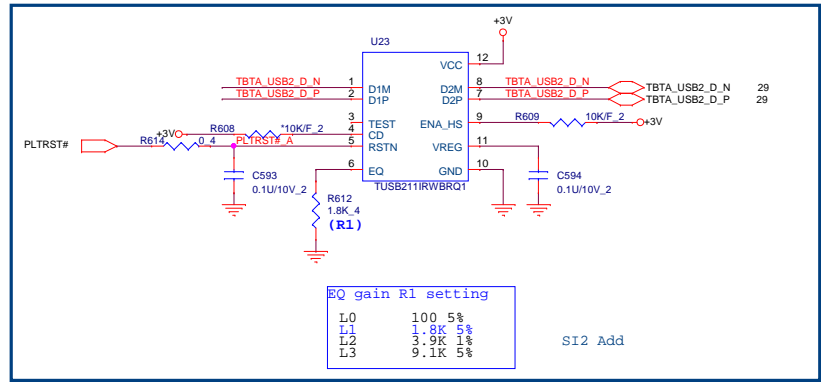 +3V
U23
12
VCC
TBTA_USB2_D_N 1 D1M D2M 8 TBTA_USB2_D_N TBTA_USB2_D_N 29
TBTA_USB2_D_P 2 D1P D2P 7 TBTA_USB2_D_P TBTA_USB2_D_P 29
3 TEST ENA_HS 9 R609 10K/F_2 +3V
+3V R608 *10K/F_2 4 CD
PLTRST# R614 0_4 PLTRST#_A 5 RSTN VREG 11
6 EQ GND 10
C593
0.1U/10V_2
TUSB211IRWBRQ1
C594
0.1U/10V_2
R612
1.8K_4
(R1)
EQ gain R1 setting
L0 100 5%
L1 1.8K 5%
L2 3.9K 1%
L3 9.1K 5%
SI2 Add